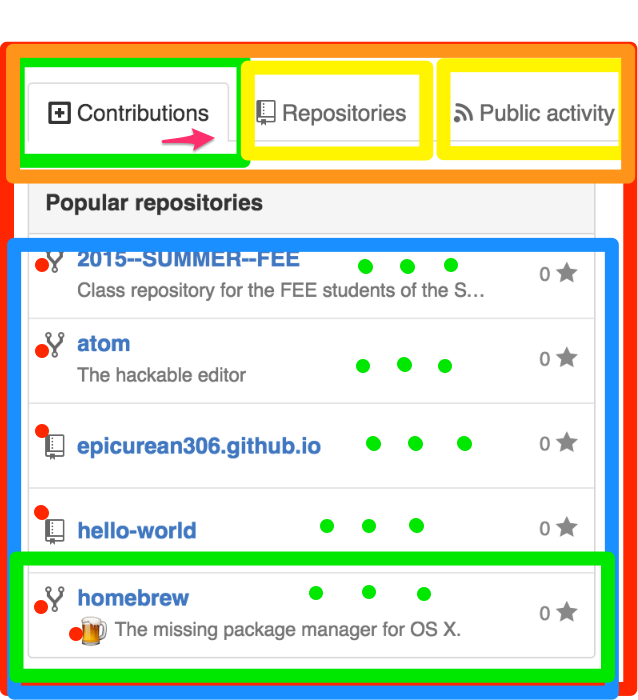 Contributions Repositories Public activity
Popular repositories
2015--SUMMER--FEE
Class repository for the FEE students of the S...
0
atom
The hackable editor
0
epicurean306.github.io
0
hello-world
0
homebrew
The missing package manager for OS X.
0